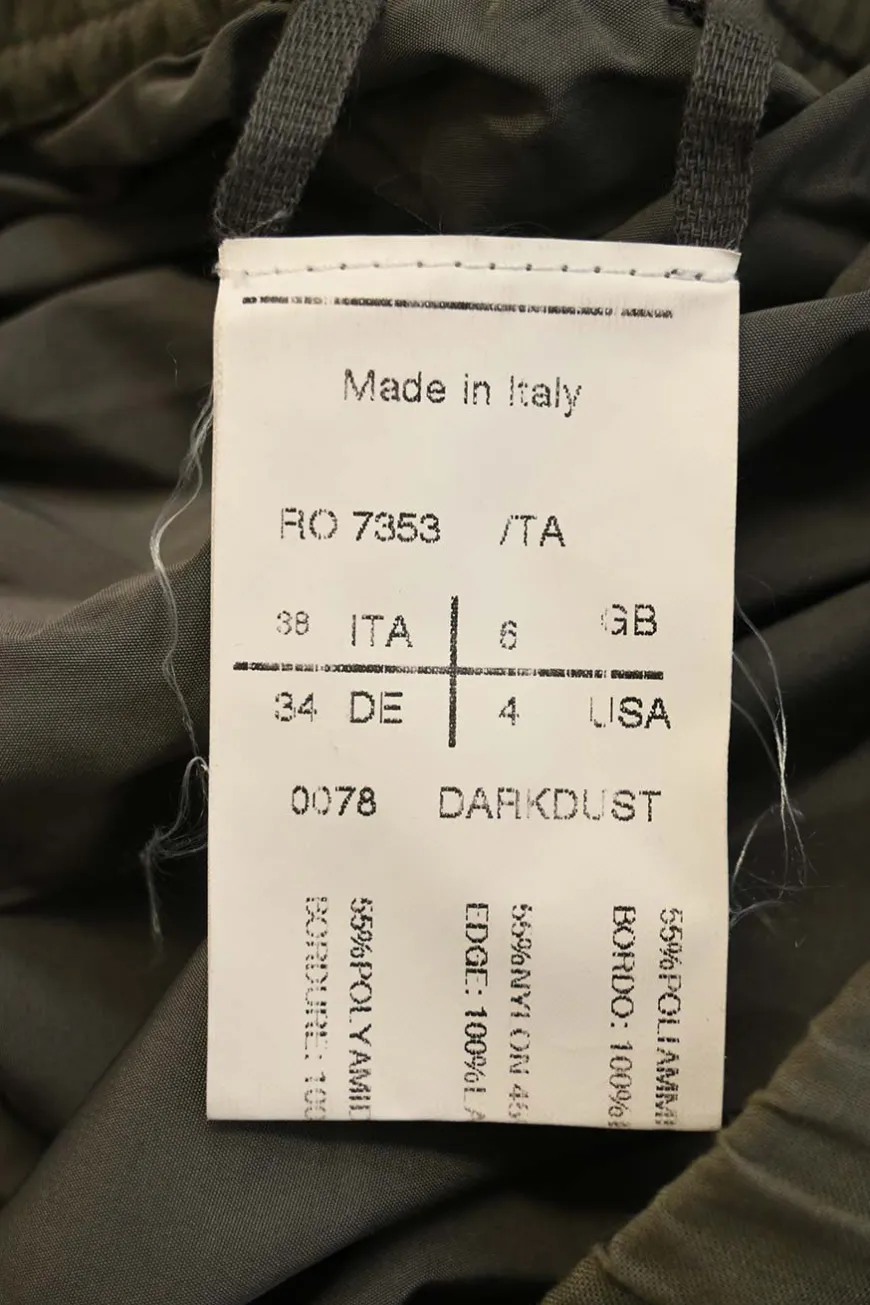 Made in Italy
RO 7353 /TA
38 ITA 6 GB
34 DE 4 USA
0078 DARKDUST
55%POLIAMMI
BORDO: 100%
55%NYLON 45
EDGE: 100%LA
55%POLYAMID
BORDURE: 100